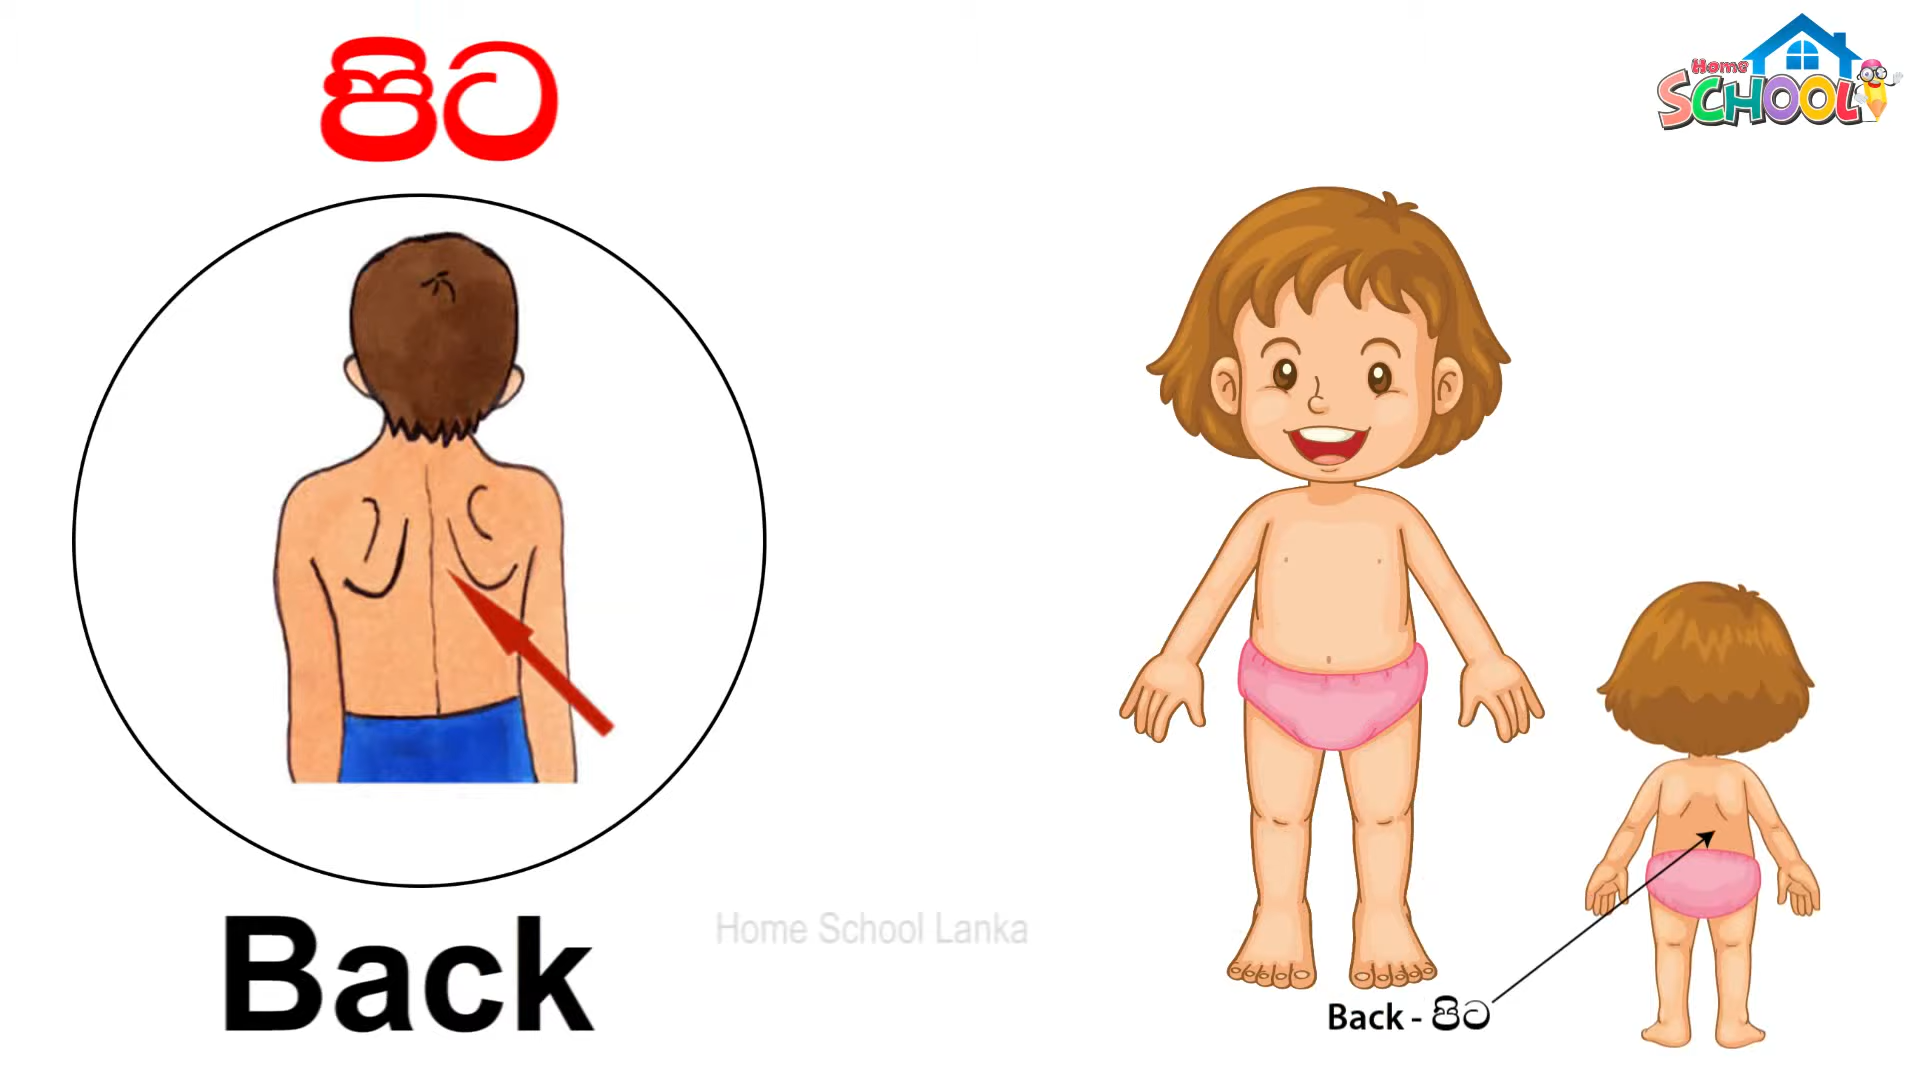 පිට
Home
SCHOOL
Back
Home School Lanka
Back - පිට